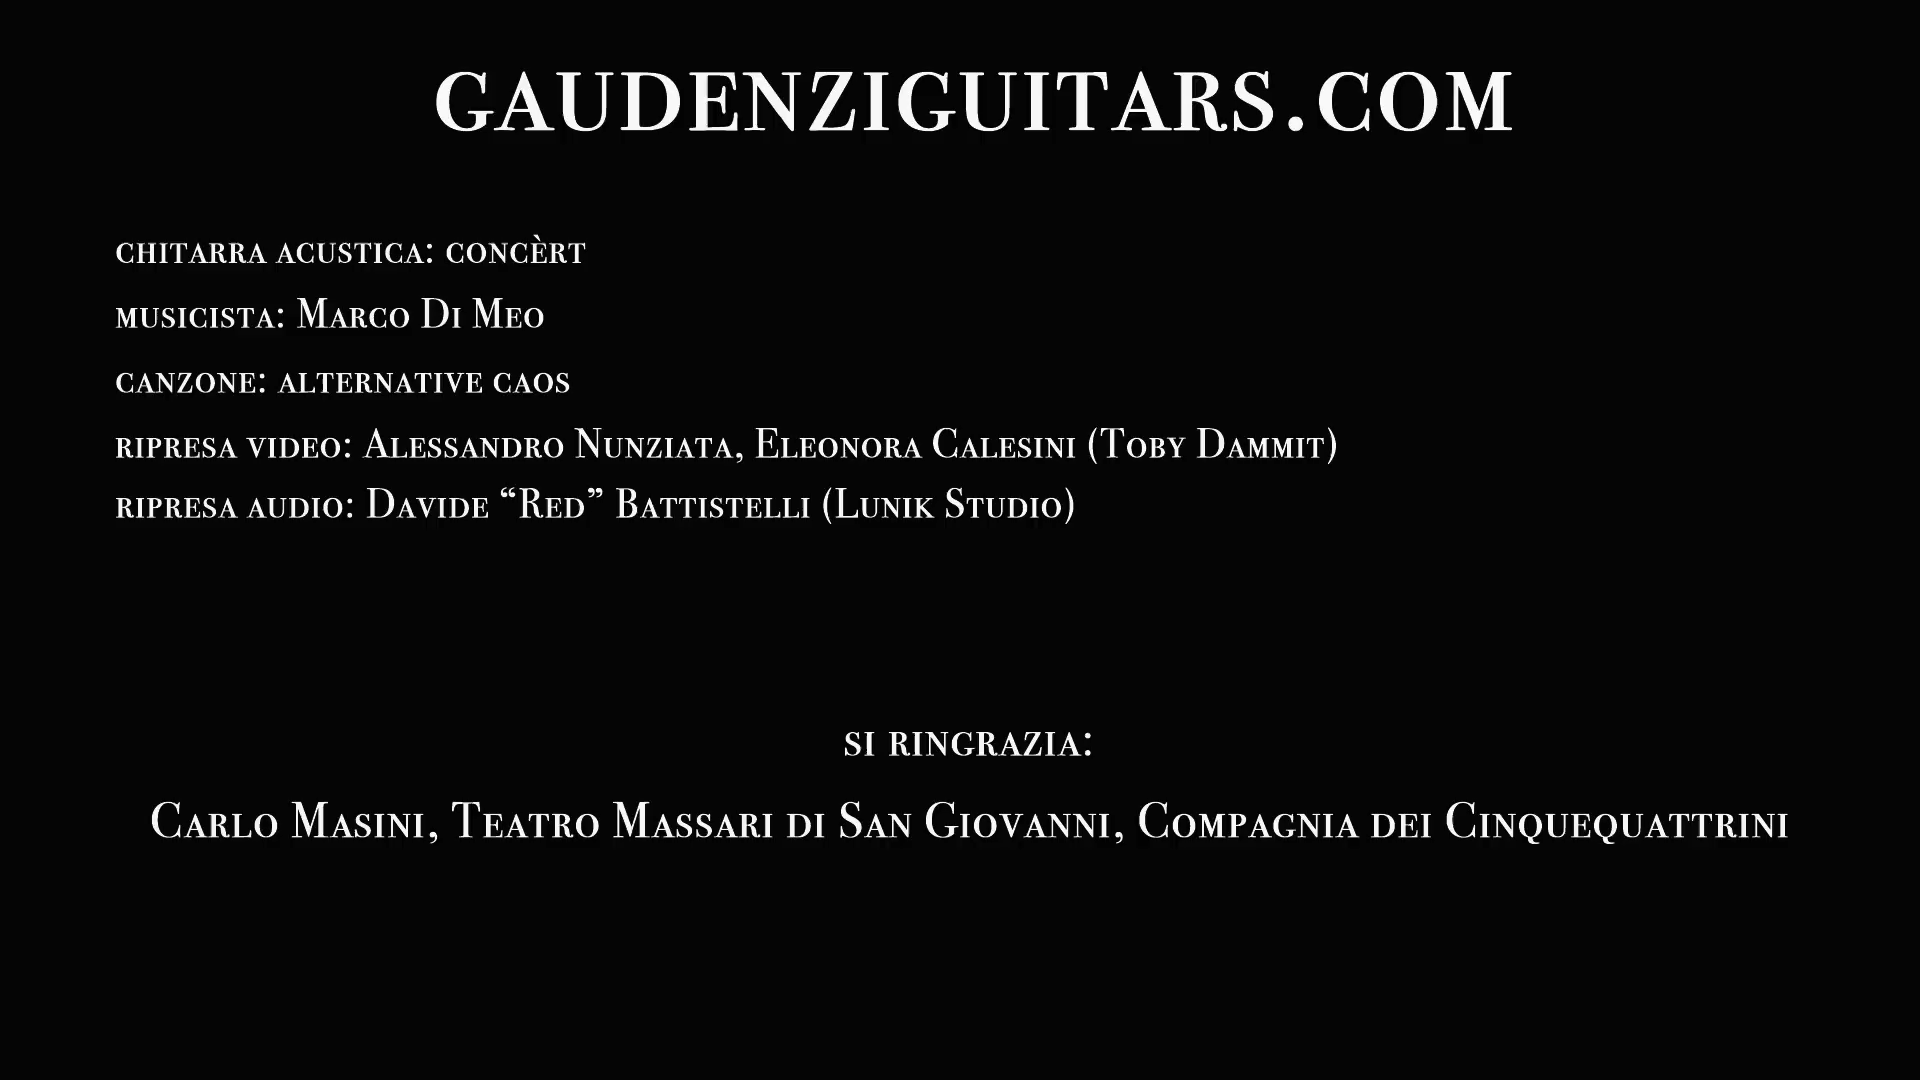 GAUDENZIGUITARS.COM
chitarra acustica: concèrt
musicista: Marco Di Meo
canzone: alternative caos
ripresa video: Alessandro Nunziata, Eleonora Calesini (Toby Dammit)
ripresa audio: Davide “Red” Battistelli (Lunik Studio)
si ringrazia:
Carlo Masini, Teatro Massari di San Giovanni, Compagnia dei Cinquequattrini